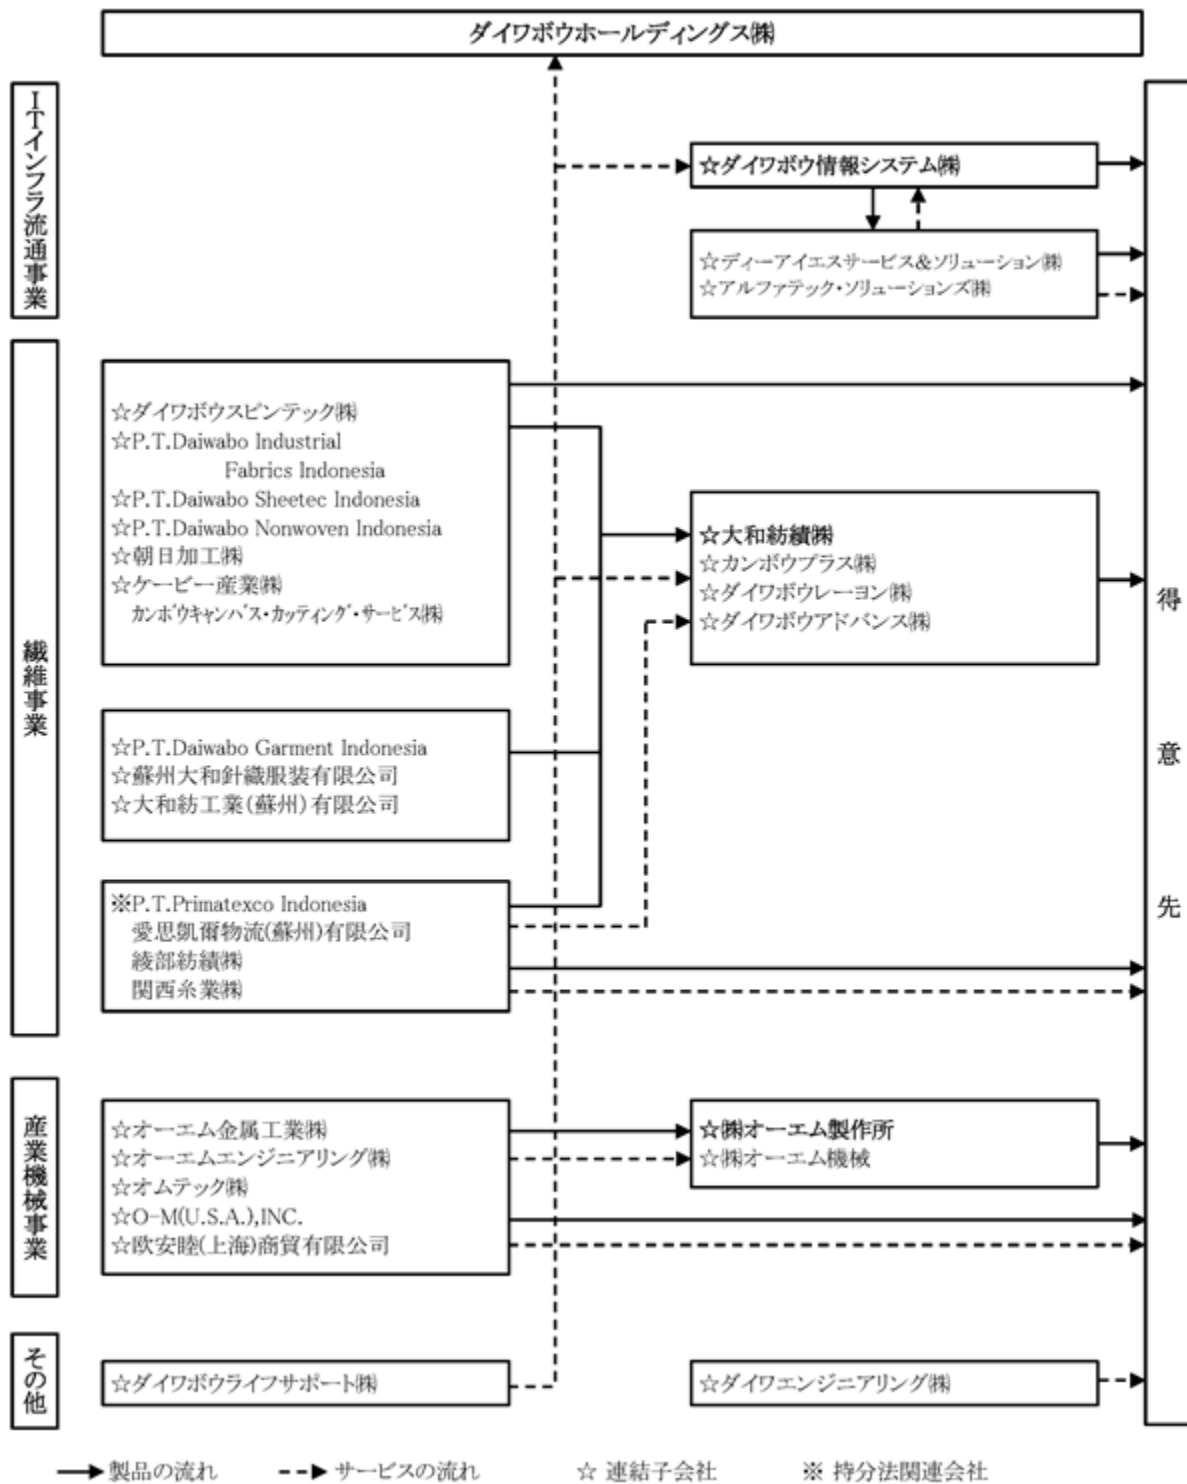 ダイワボウホールディングス㈱
ITインフラ流通事業
☆ダイワボウ情報システム㈱
☆ディーアイエスサービス&ソリューション㈱
☆アルファテック・ソリューションズ㈱
繊維事業
☆ダイワボウスピンテック㈱
☆P.T.Daiwabo Industrial
Fabrics Indonesia
☆P.T.Daiwabo Sheetec Indonesia
☆P.T.Daiwabo Nonwoven Indonesia
☆朝日加工㈱
☆ケービー産業㈱
カンボウキャンバス・カッティング・サービス㈱
☆大和紡績㈱
☆カンボウプラス㈱
☆ダイワボウレーヨン㈱
☆ダイワボウアドバンス㈱
☆P.T.Daiwabo Garment Indonesia
☆蘇州大和針織服装有限公司
☆大和紡工業(蘇州)有限公司
※P.T.Primatexco Indonesia
愛思凱爾物流(蘇州)有限公司
綾部紡績㈱
関西糸業㈱
産業機械事業
☆オーエム金属工業㈱
☆オーエムエンジニアリング㈱
☆オムテック㈱
☆O-M(U.S.A.),INC.
☆欧安睦(上海)商貿有限公司
☆㈱オーエム製作所
☆㈱オーエム機械
その他
☆ダイワボウライフサポート㈱
☆ダイワエンジニアリング㈱
得意先
製品の流れ
サービスの流れ
☆ 連結子会社
※ 持分法関連会社